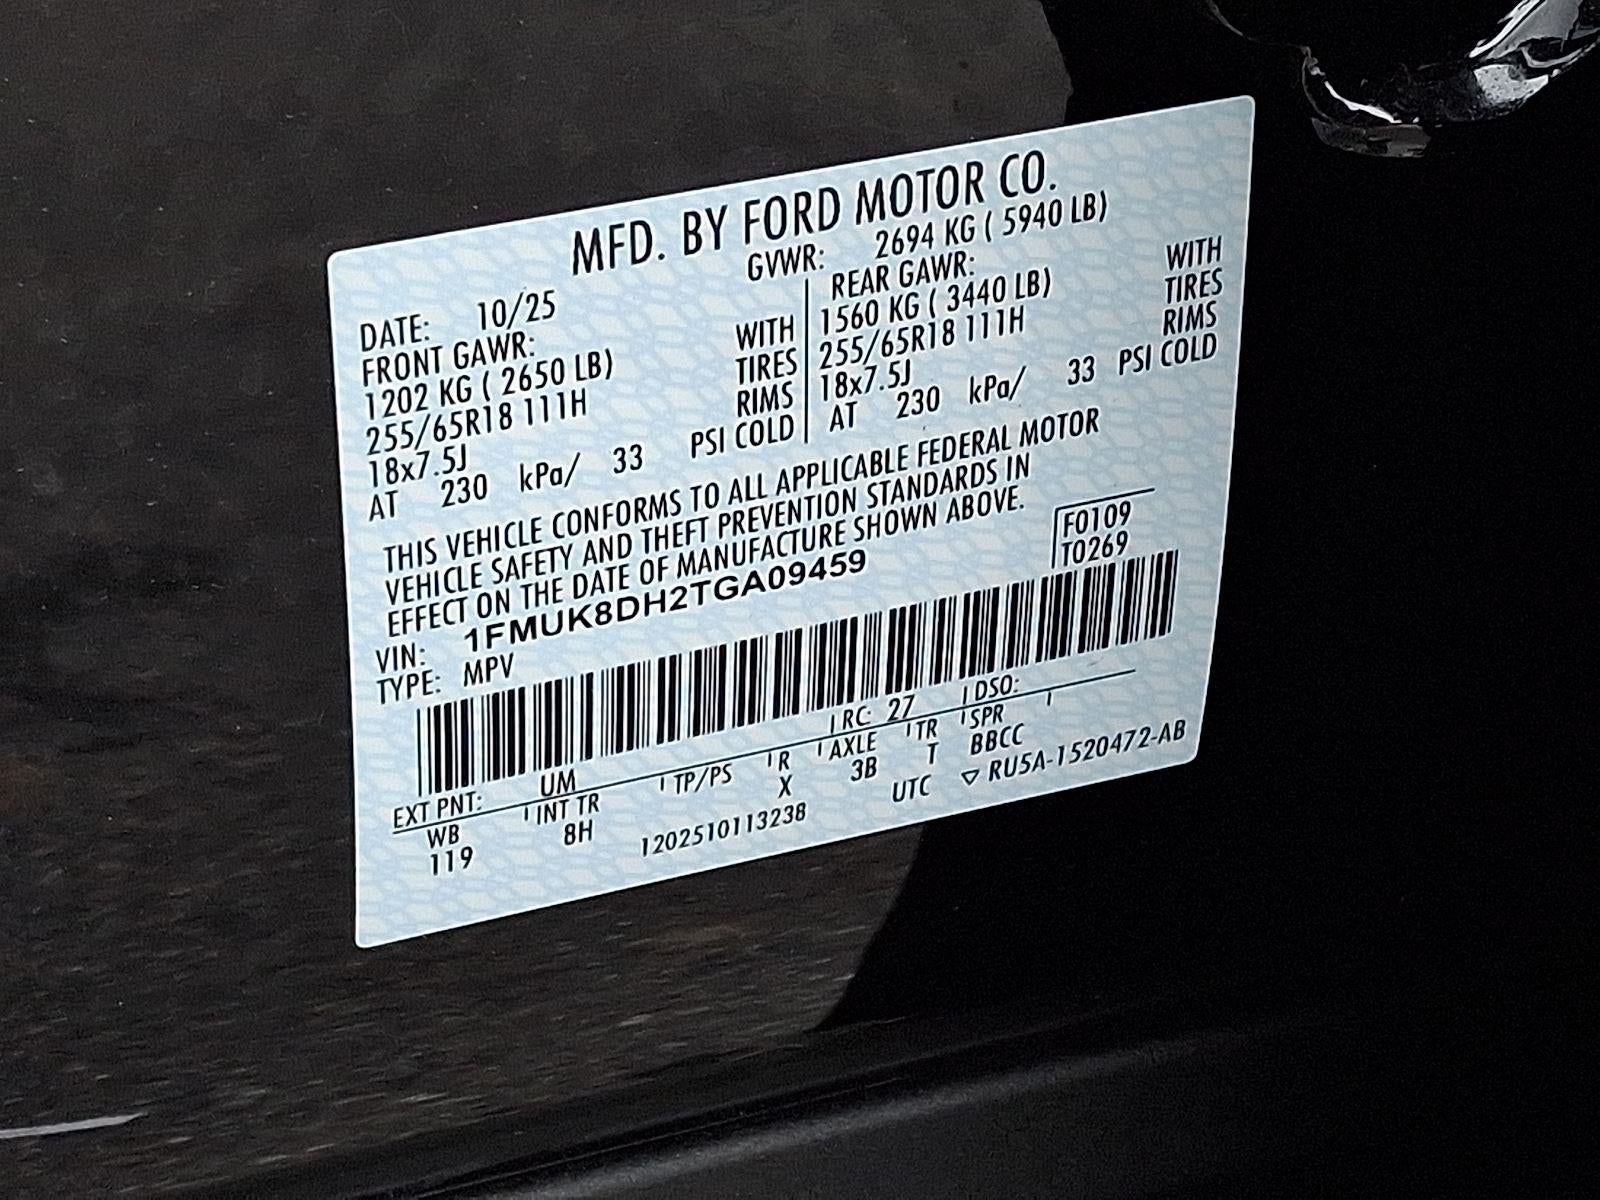 MFD. BY FORD MOTOR CO.
DATE: 10/25 GVWR: 2694 KG ( 5940 LB)
FRONT GAWR: REAR GAWR:
1202 KG ( 2650 LB) WITH 1560 KG ( 3440 LB) WITH
255/65R18 111H TIRES 255/65R18 111H TIRES
18x7.5J RIMS 18x7.5J RIMS
AT 230 kPa/ 33 PSI COLD AT 230 kPa/ 33 PSI COLD
THIS VEHICLE CONFORMS TO ALL APPLICABLE FEDERAL MOTOR
VEHICLE SAFETY AND THEFT PREVENTION STANDARDS IN
EFFECT ON THE DATE OF MANUFACTURE SHOWN ABOVE.
F0109
T0269
VIN: 1FMUK8DH2TGA09459
TYPE: MPV
EXT PNT: UM RC: 27 DSO:
WB INT TR TP/PS R AXLE TR SPR
119 8H X 3B T BBCC
1202510113238 UTC ▽ RU5A-1520472-AB